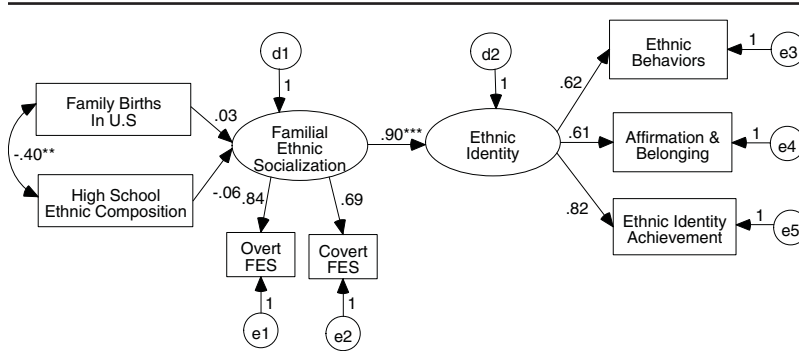 d1
d2
1
1
1
e3
Ethnic
Behaviors
.62
Family Births
In U.S
.03
Familial
Ethnic
Socialization
.90***
Ethnic
Identity
.61
Affirmation &
Belonging
1
e4
-.40**
High School
Ethnic Composition
-.06
.84
.69
.82
Ethnic Identity
Achievement
1
e5
Overt
FES
Covert
FES
1
1
e1
e2